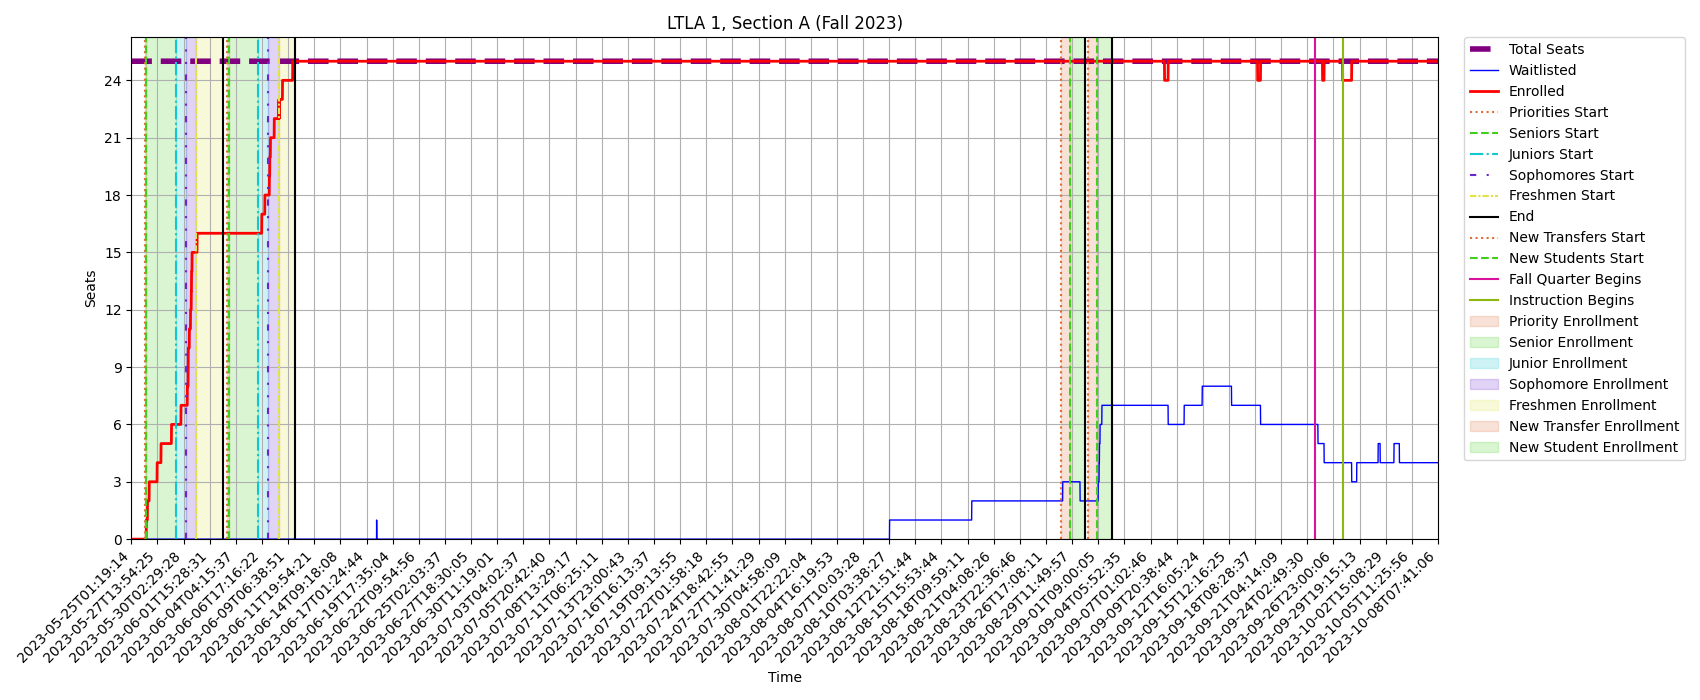 LTLA 1, Section A (Fall 2023)
Seats
24
21
18
15
12
9
6
3
0
2023-05-25T01:19:14
2023-05-27T13:54:25
2023-05-30T02:29:28
2023-06-01T15:28:31
2023-06-04T04:15:37
2023-06-06T17:16:22
2023-06-09T06:38:51
2023-06-11T19:54:21
2023-06-14T09:18:08
2023-06-17T01:24:44
2023-06-19T17:35:04
2023-06-22T09:54:56
2023-06-27T18:30:05
2023-06-30T11:19:01
2023-07-03T04:02:37
2023-07-05T20:42:40
2023-07-08T13:29:17
2023-07-11T06:25:11
2023-07-13T23:00:43
2023-07-16T16:13:37
2023-07-19T09:13:55
2023-07-22T01:58:18
2023-07-24T18:42:55
2023-07-27T11:41:29
2023-07-30T04:58:09
2023-08-01T22:22:04
2023-08-04T16:19:53
2023-08-07T10:03:28
2023-08-10T03:38:27
2023-08-12T21:51:44
2023-08-15T15:53:44
2023-08-18T09:59:11
2023-08-21T04:08:26
2023-08-23T22:36:46
2023-08-26T17:08:11
2023-08-29T11:49:57
2023-09-01T09:00:05
2023-09-04T05:52:35
2023-09-07T01:02:46
2023-09-09T20:38:44
2023-09-12T16:05:24
2023-09-15T12:16:25
2023-09-18T08:28:37
2023-09-21T04:14:09
2023-09-24T02:49:30
2023-09-26T23:00:06
2023-09-29T19:15:13
2023-10-02T15:08:29
2023-10-05T11:25:56
2023-10-08T07:41:06
Time
Total Seats
Waitlisted
Enrolled
Priorities Start
Seniors Start
Juniors Start
Sophomores Start
Freshmen Start
End
New Transfers Start
New Students Start
Fall Quarter Begins
Instruction Begins
Priority Enrollment
Senior Enrollment
Junior Enrollment
Sophomore Enrollment
Freshmen Enrollment
New Transfer Enrollment
New Student Enrollment